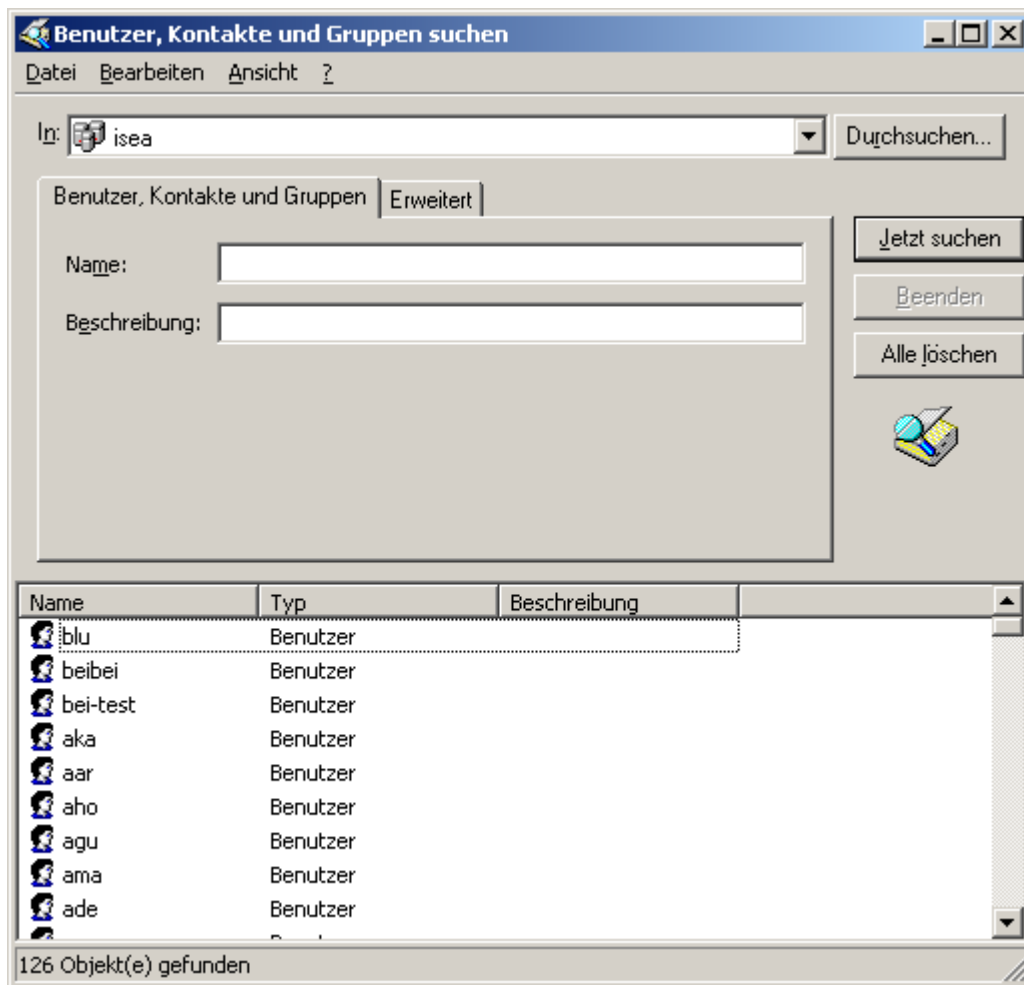 Benutzer, Kontakte und Gruppen suchen
Datei Bearbeiten Ansicht ?
In: isea Durchsuchen...
Benutzer, Kontakte und Gruppen Erweitert
Jetzt suchen
Name:
Beenden
Beschreibung:
Alle löschen
Name Typ Beschreibung
blu Benutzer
beibei Benutzer
bei-test Benutzer
aka Benutzer
aar Benutzer
aho Benutzer
agu Benutzer
ama Benutzer
ade Benutzer
126 Objekt(e) gefunden